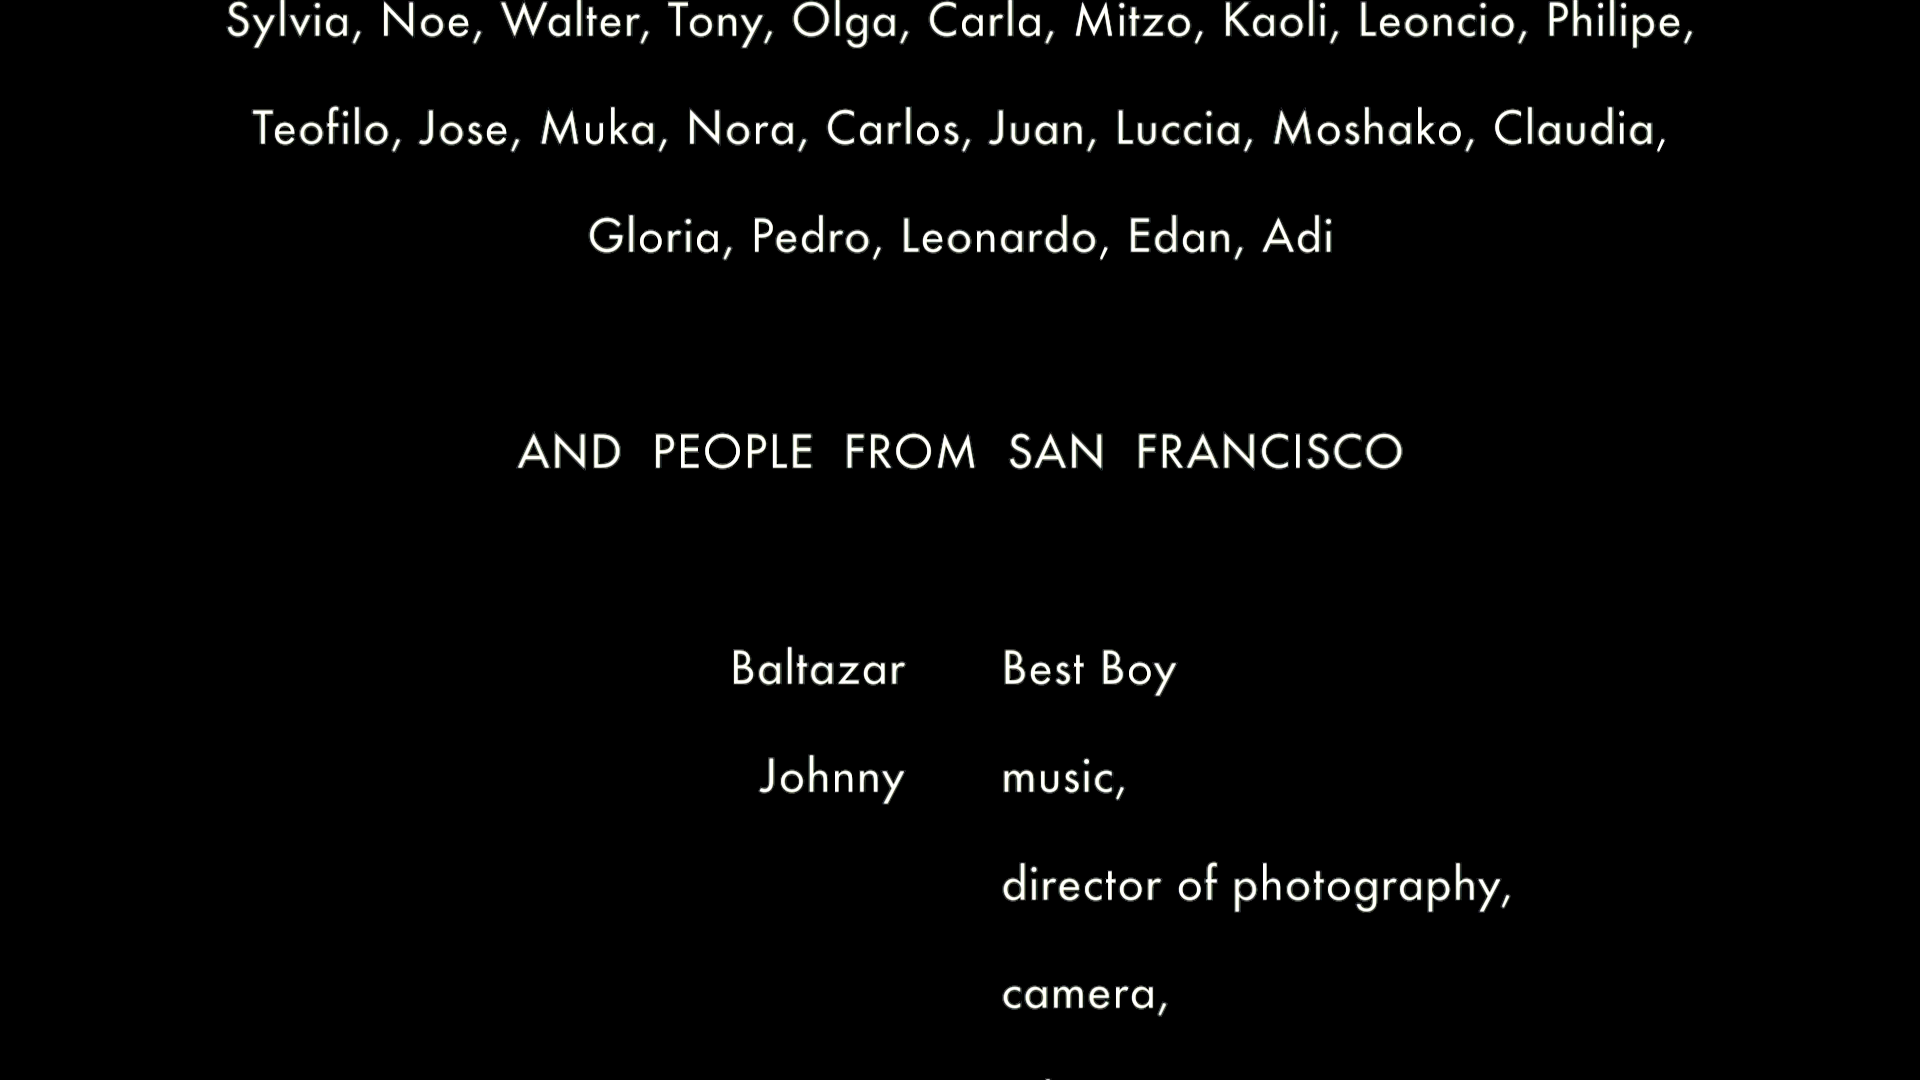 Sylvia, Noe, Walter, Tony, Olga, Carla, Mitzo, Kaoli, Leoncio, Philipe,
Teofilo, Jose, Muka, Nora, Carlos, Juan, Luccia, Moshako, Claudia,
Gloria, Pedro, Leonardo, Edan, Adi
AND PEOPLE FROM SAN FRANCISCO
Baltazar Best Boy
Johnny music,
director of photography,
camera,